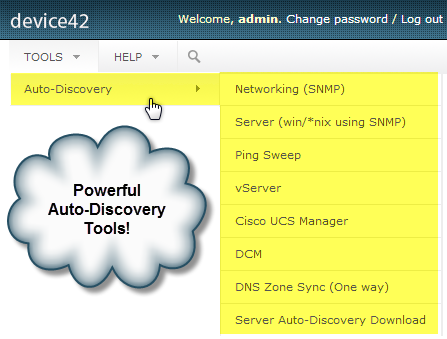 device42
Welcome, admin. Change password / Log out
TOOLS HELP
Auto-Discovery
Networking (SNMP)
Server (win/*nix using SNMP)
Ping Sweep
vServer
Cisco UCS Manager
DCM
DNS Zone Sync (One way)
Server Auto-Discovery Download
Powerful
Auto-Discovery
Tools!